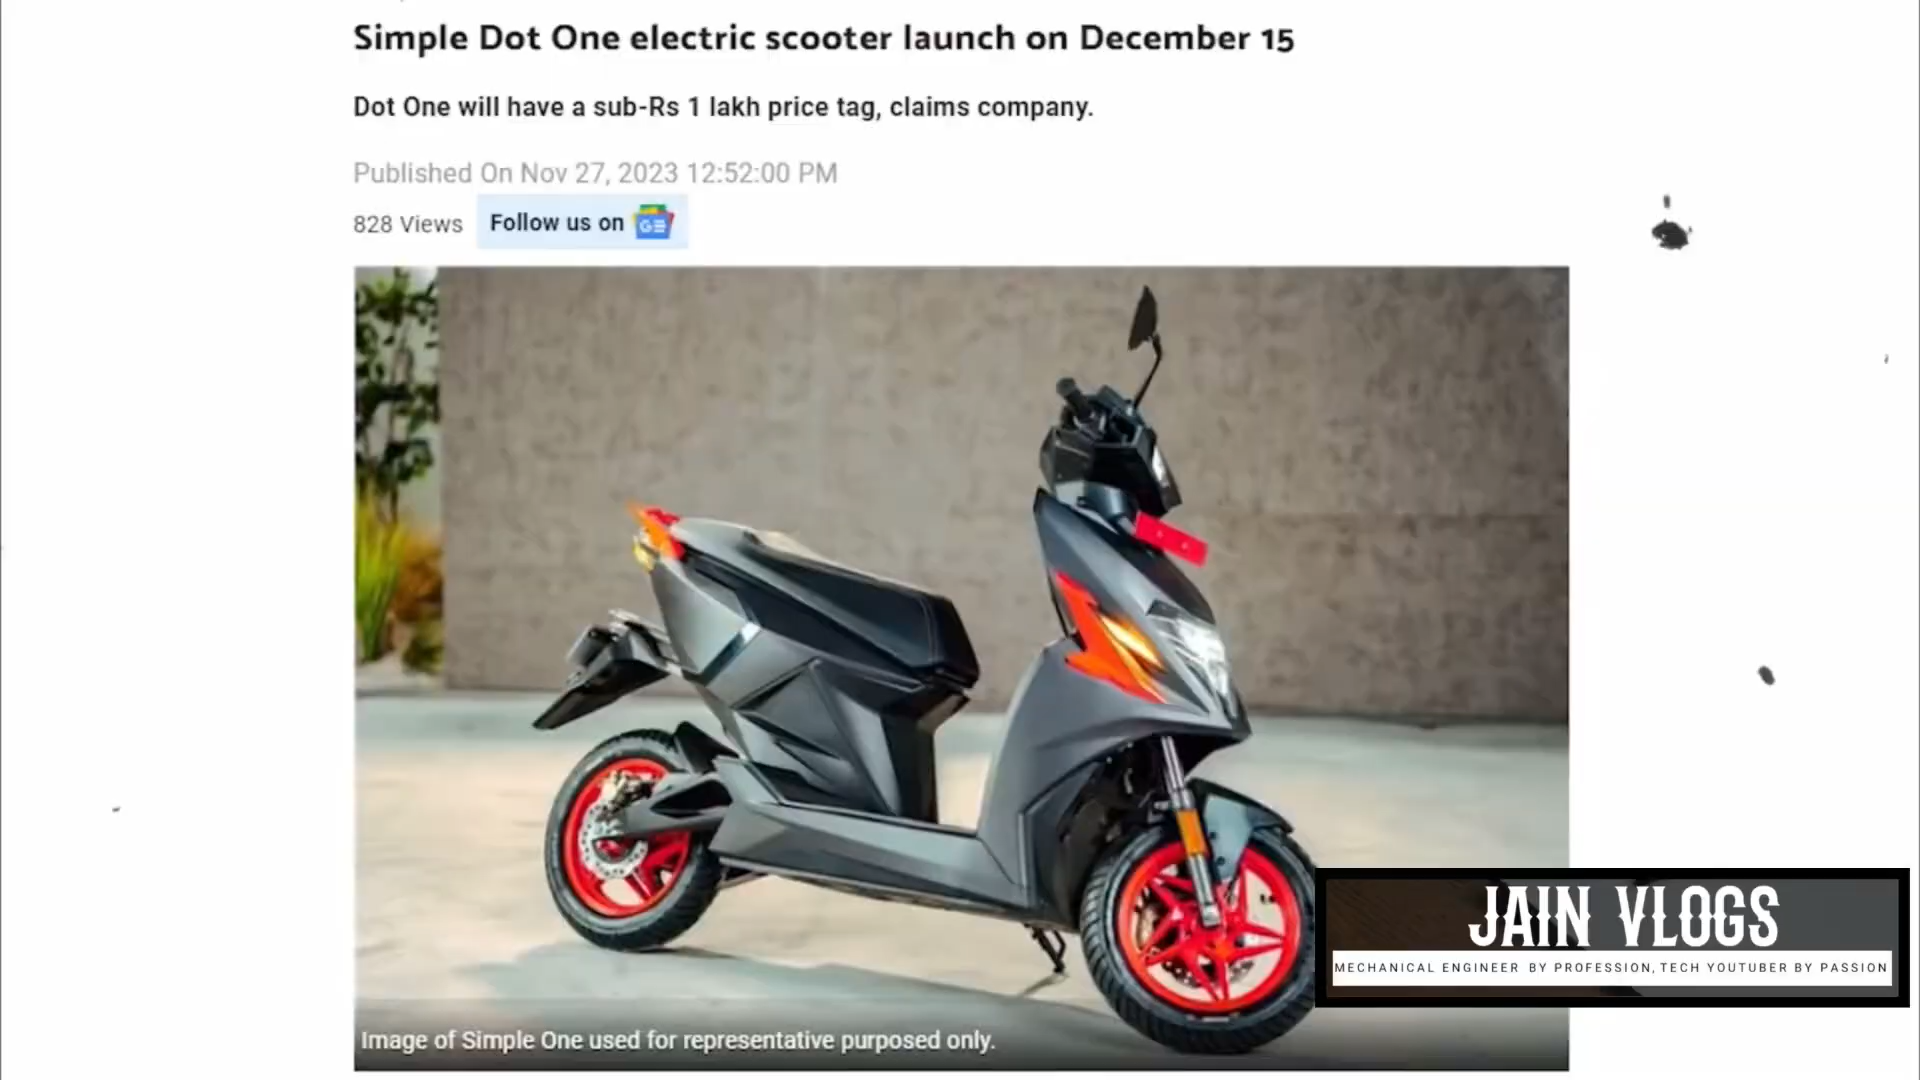 Simple Dot One electric scooter launch on December 15
Dot One will have a sub-Rs 1 lakh price tag, claims company.
Published On Nov 27, 2023 12:52:00 PM
828 Views
Follow us on
GE
Image of Simple One used for representative purposed only.
JAIN VLOGS
MECHANICAL ENGINEER BY PROFESSION, TECH YOUTUBER BY PASSION